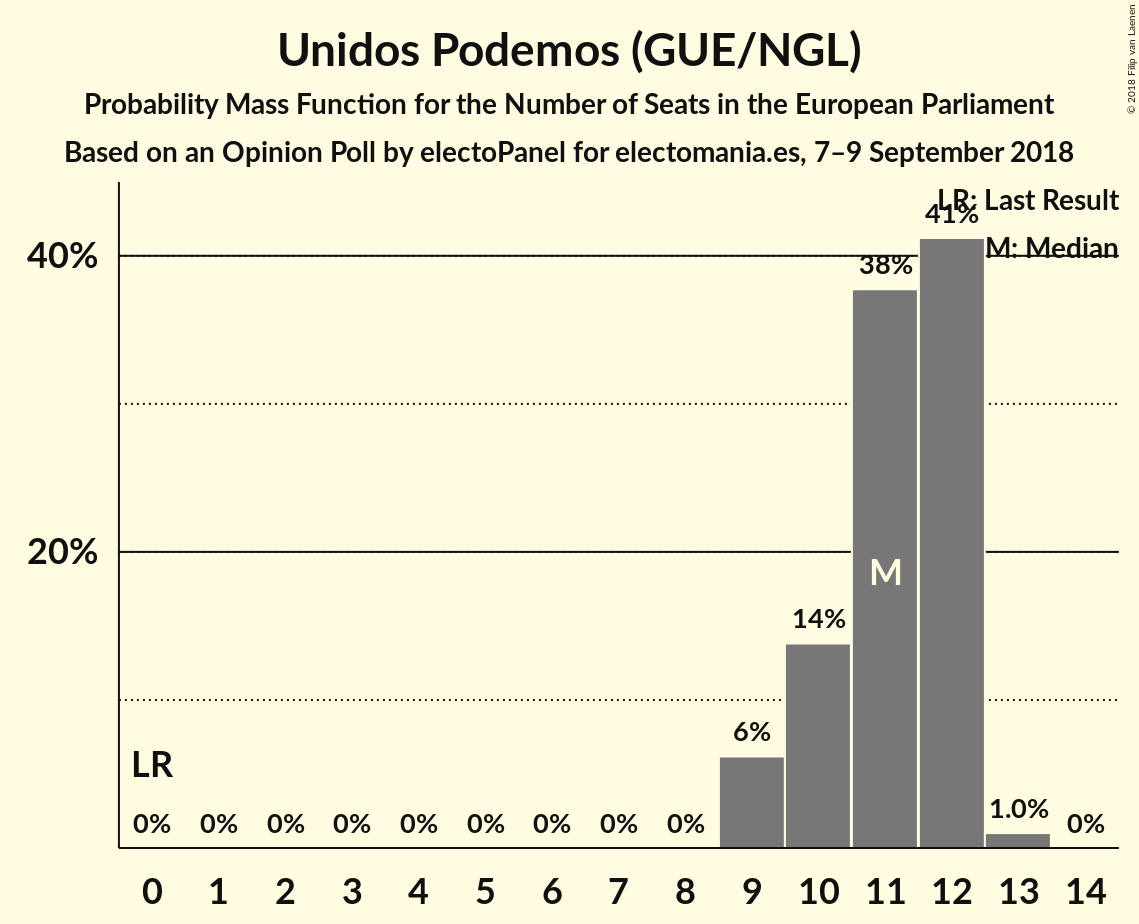 Unidos Podemos (GUE/NGL)
Probability Mass Function for the Number of Seats in the European Parliament
Based on an Opinion Poll by electoPanel for electomania.es, 7–9 September 2018
© 2018 Filip van Laenen
LR: Last Result
M: Median
40%
20%
41%
38%
M
14%
6%
LR
0% 0% 0% 0% 0% 0% 0% 0% 0% 1.0% 0%
0 1 2 3 4 5 6 7 8 9 10 11 12 13 14